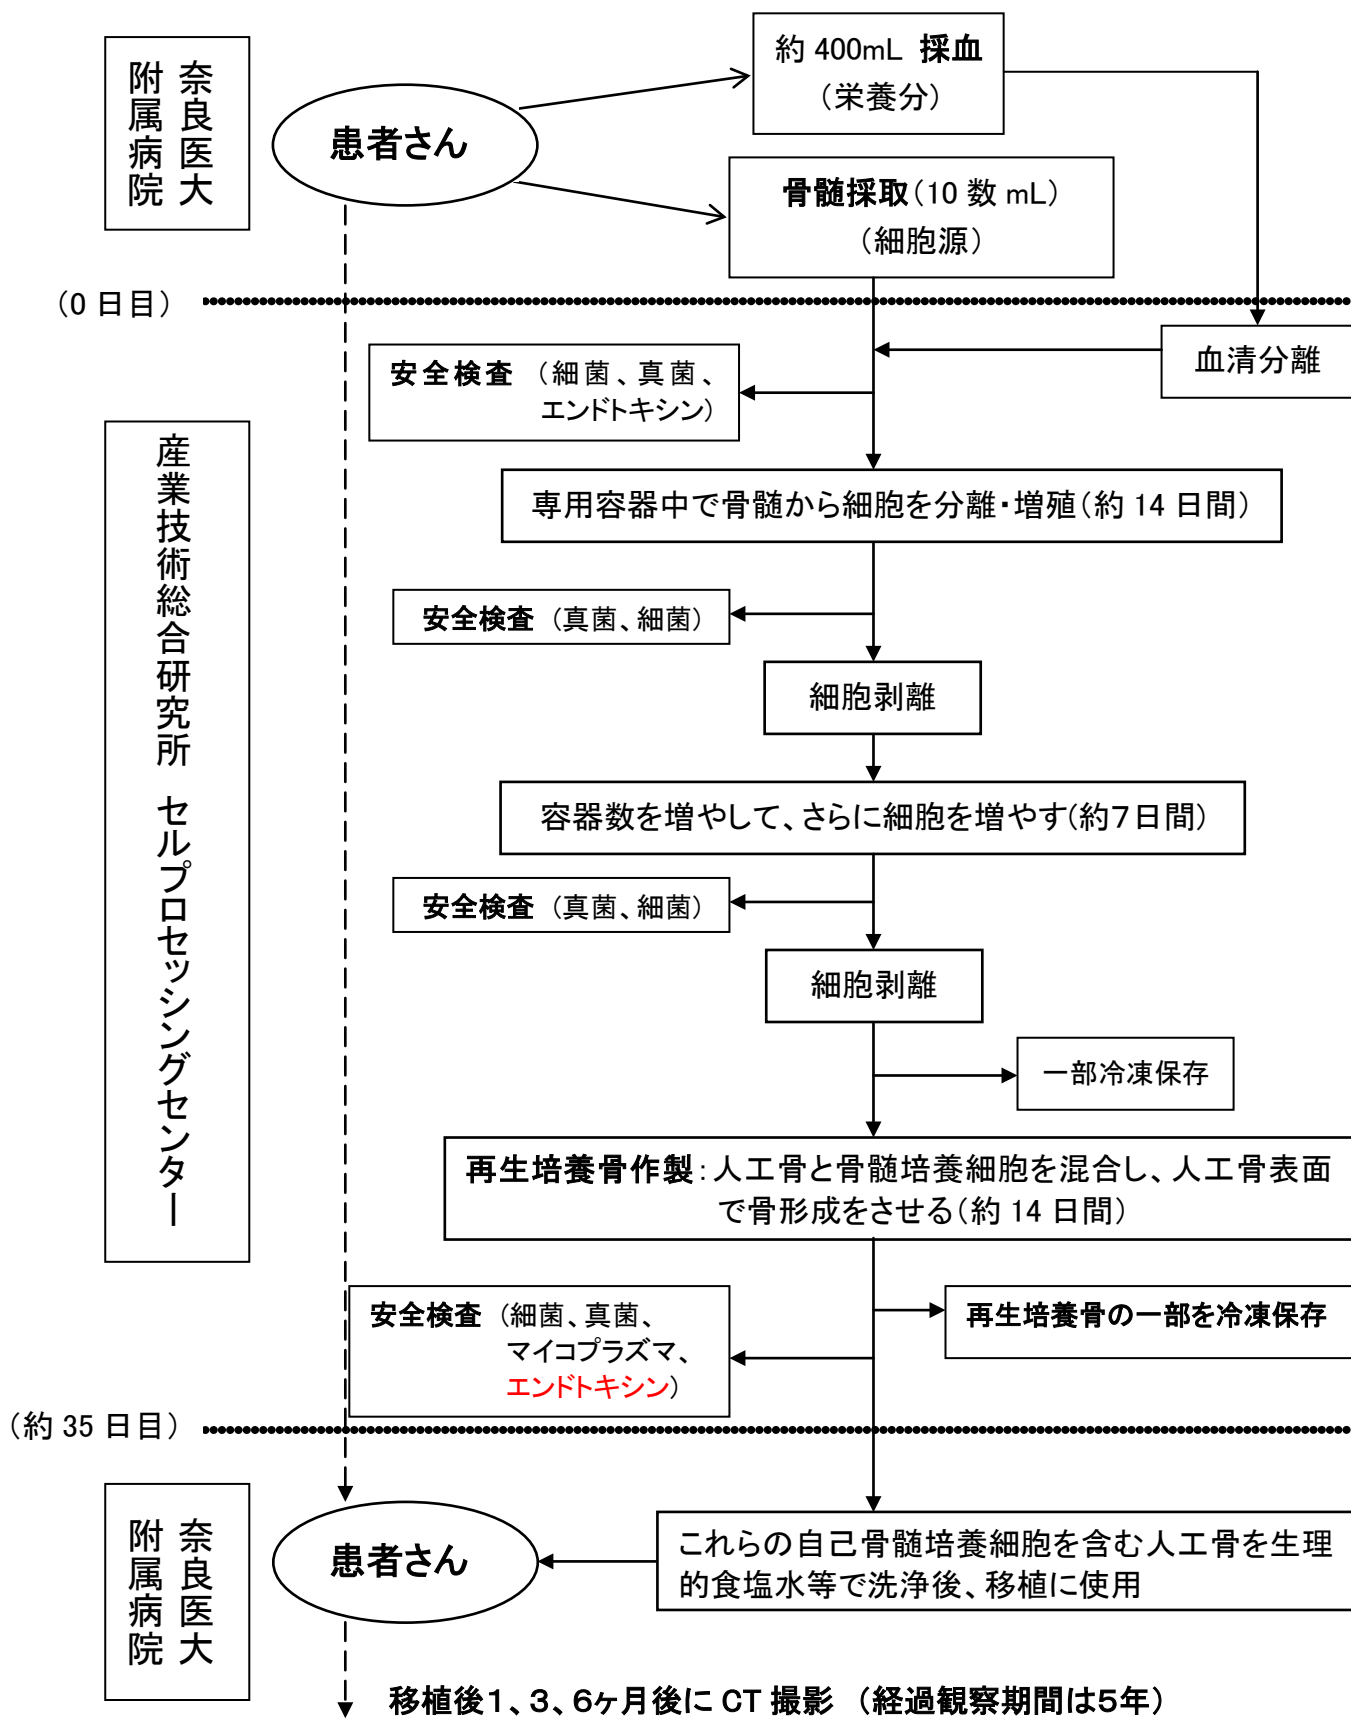 奈良医大
附属病院
患者さん
約 400mL 採血
（栄養分）
骨髄採取（10 数 mL）
（細胞源）
（0 日目）
血清分離
安全検査 （細菌、真菌、
エンドトキシン）
産業技術総合研究所 セルプロセッシングセンター
専用容器中で骨髄から細胞を分離・増殖（約 14 日間）
安全検査 （真菌、細菌）
細胞剥離
容器数を増やして、さらに細胞を増やす（約７日間）
安全検査 （真菌、細菌）
細胞剥離
一部冷凍保存
再生培養骨作製：人工骨と骨髄培養細胞を混合し、人工骨表面
で骨形成をさせる（約 14 日間）
安全検査 （細菌、真菌、
マイコプラズマ、
エンドトキシン）
再生培養骨の一部を冷凍保存
（約 35 日目）
奈良医大
附属病院
患者さん
これらの自己骨髄培養細胞を含む人工骨を生理
的食塩水等で洗浄後、移植に使用
移植後１、３、６ヶ月後に CT 撮影 （経過観察期間は５年）